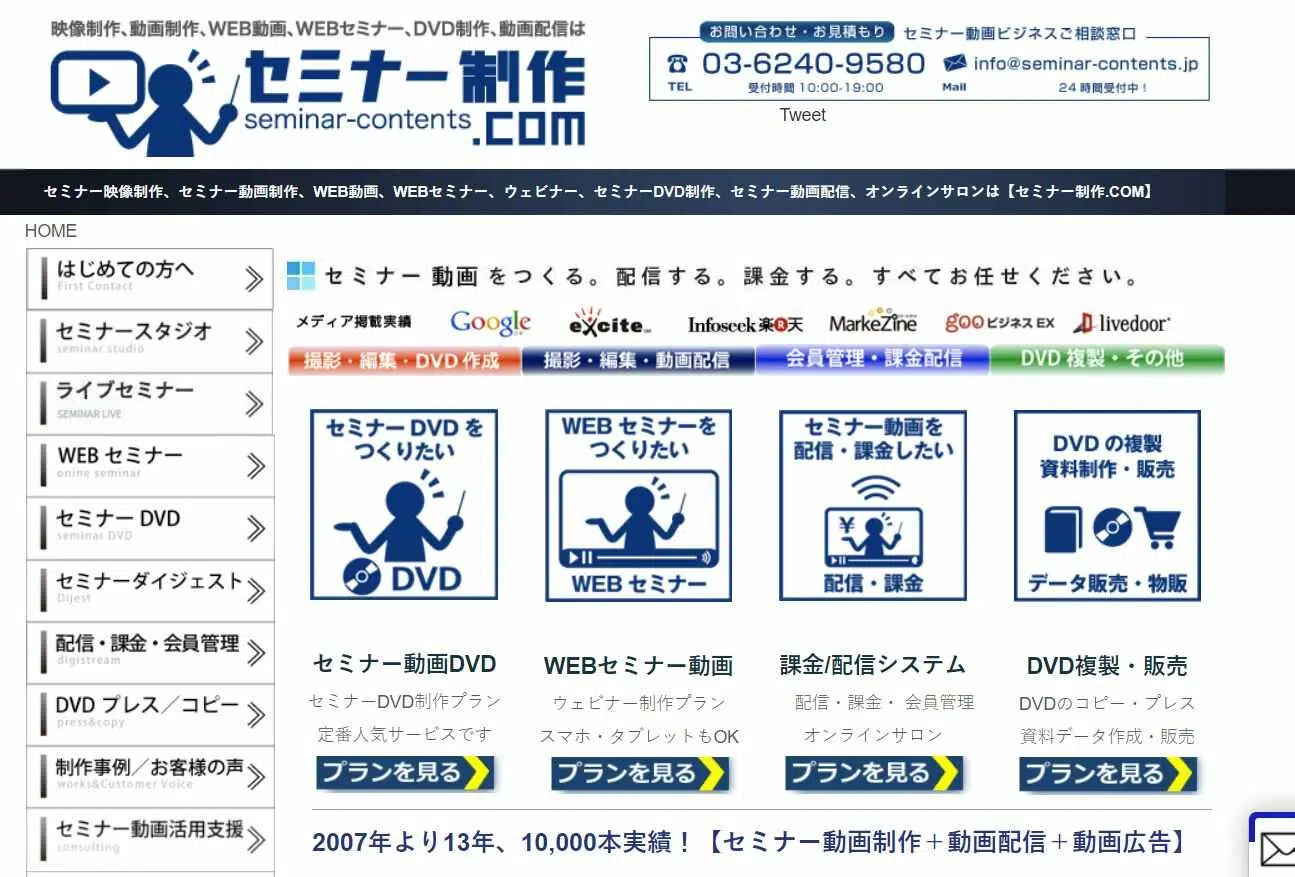 映像制作、動画制作、WEB動画、WEBセミナー、DVD制作、動画配信は
セミナー制作
seminar-contents
.COM
お問い合わせ・お見積もり セミナー動画ビジネスご相談窓口
03-6240-9580 info@seminar-contents.jp
TEL 受付時間 10:00-19:00 Mail 24時間受付中！
Tweet
セミナー映像制作、セミナー動画制作、WEB動画、WEBセミナー、ウェビナー、セミナーDVD制作、セミナー動画配信、オンラインサロンは【セミナー制作.COM】
HOME
はじめての方へ
First Contact
セミナースタジオ
seminar studio
ライブセミナー
SEMINAR LIVE
WEB セミナー
onine seminar
セミナー DVD
seminar DVD
セミナーダイジェスト
Dijest
配信・課金・会員管理
digistream
DVD プレス／コピー
press&copy
制作事例／お客様の声
works&Customer Voice
セミナー動画活用支援
consulting
セミナー 動画 をつくる。配信する。課金する。すべてお任せください。
メディア掲載実績 Google excite Infoseek楽R天 MarkeZine gooビジネスEX livedoor
撮影・編集・DVD 作成 撮影・編集・動画配信 会員管理・課金配信 DVD 複製・その他
セミナー DVD を
つくりたい
DVD
WEB セミナーを
つくりたい
WEB セミナー
セミナー動画を
配信・課金したい
¥
配信・課金
DVD の複製
資料制作・販売
データ販売・物販
セミナー動画DVD
セミナーDVD制作プラン
定番人気サービスです
プランを見る
WEBセミナー動画
ウェビナー制作プラン
スマホ・タブレットもOK
プランを見る
課金/配信システム
配信・課金・ 会員管理
オンラインサロン
プランを見る
DVD複製・販売
DVDのコピー・プレス
資料データ作成・販売
プランを見る
2007年より13年、10,000本実績！【セミナー動画制作＋動画配信＋動画広告】